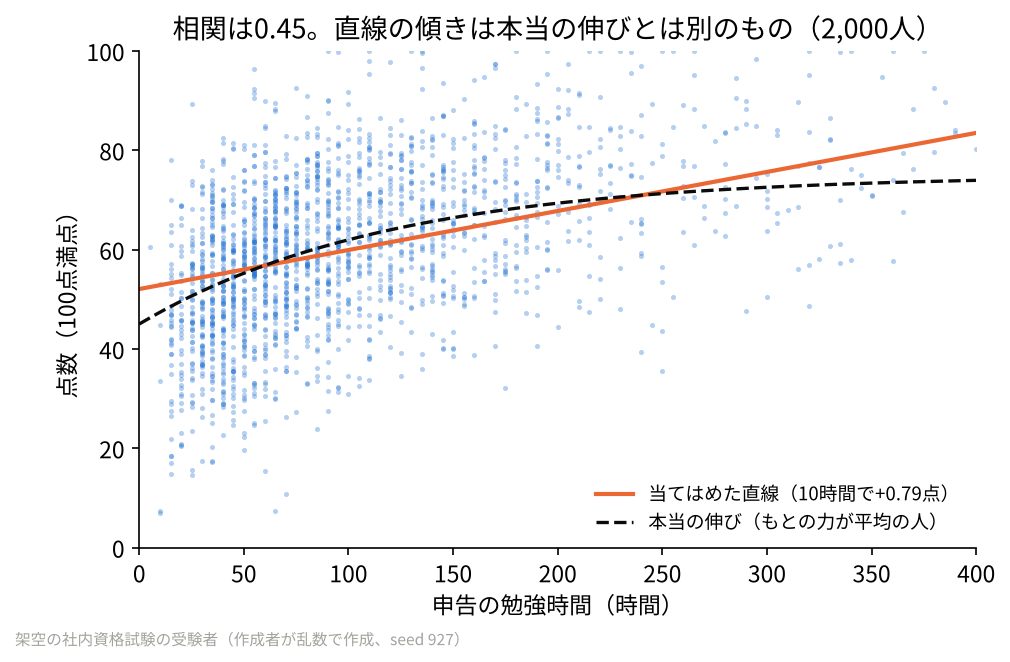 相関は0.45。直線の傾きは本当の伸びとは別のもの（2,000人）
100
80
60
40
20
0
点数（100点満点）
当てはめた直線（10時間で+0.79点）
本当の伸び（もとの力が平均の人）
0 50 100 150 200 250 300 350 400
申告の勉強時間（時間）
架空の社内資格試験の受験者（作成者が乱数で作成、seed 927）